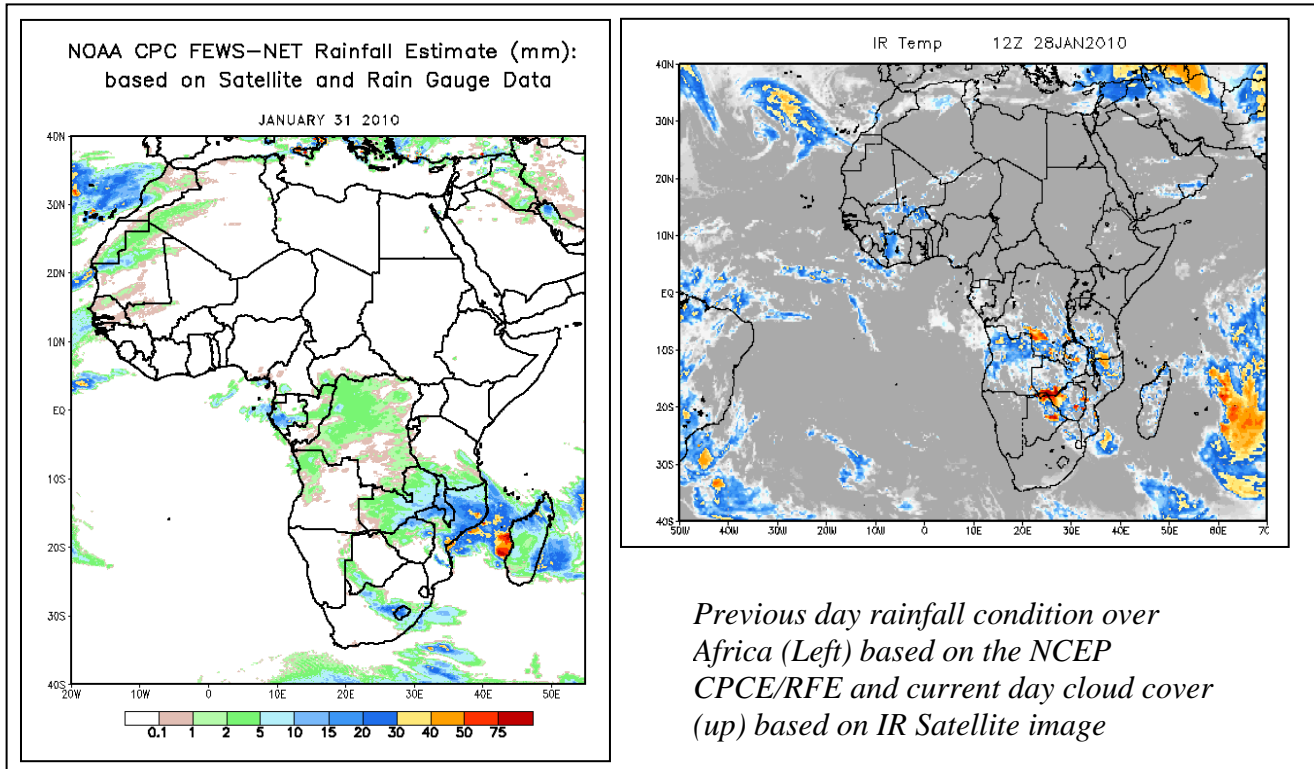 NOAA CPC FEWS-NET Rainfall Estimate (mm):
based on Satellite and Rain Gauge Data
JANUARY 31 2010
40N
30N
20N
10N
EQ
10S
20S
30S
40S
20W 10W 0 10E 20E 30E 40E 50E
0.1 1 2 5 10 15 20 30 40 50 75
IR Temp 12Z 28JAN2010
40N
30N
20N
10N
EQ
10S
20S
30S
40S
50W 40W 30W 20W 10W 0 10E 20E 30E 40E 50E 60E 70
Previous day rainfall condition over
Africa (Left) based on the NCEP
CPCE/RFE and current day cloud cover
(up) based on IR Satellite image